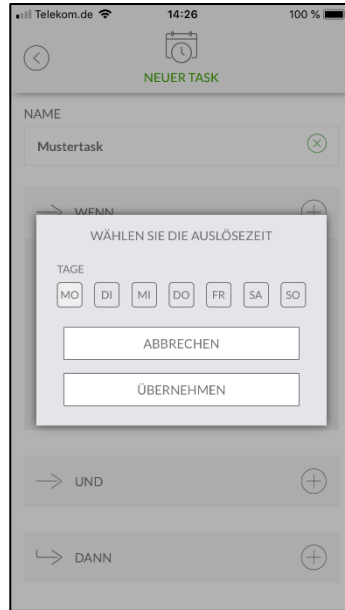 Telekom.de 14:26 100 %
NEUER TASK
NAME
Mustertask
WENN
WÄHLEN SIE DIE AUSLÖSEZEIT
TAGE
MO DI MI DO FR SA SO
ABBRECHEN
ÜBERNEHMEN
UND
DANN